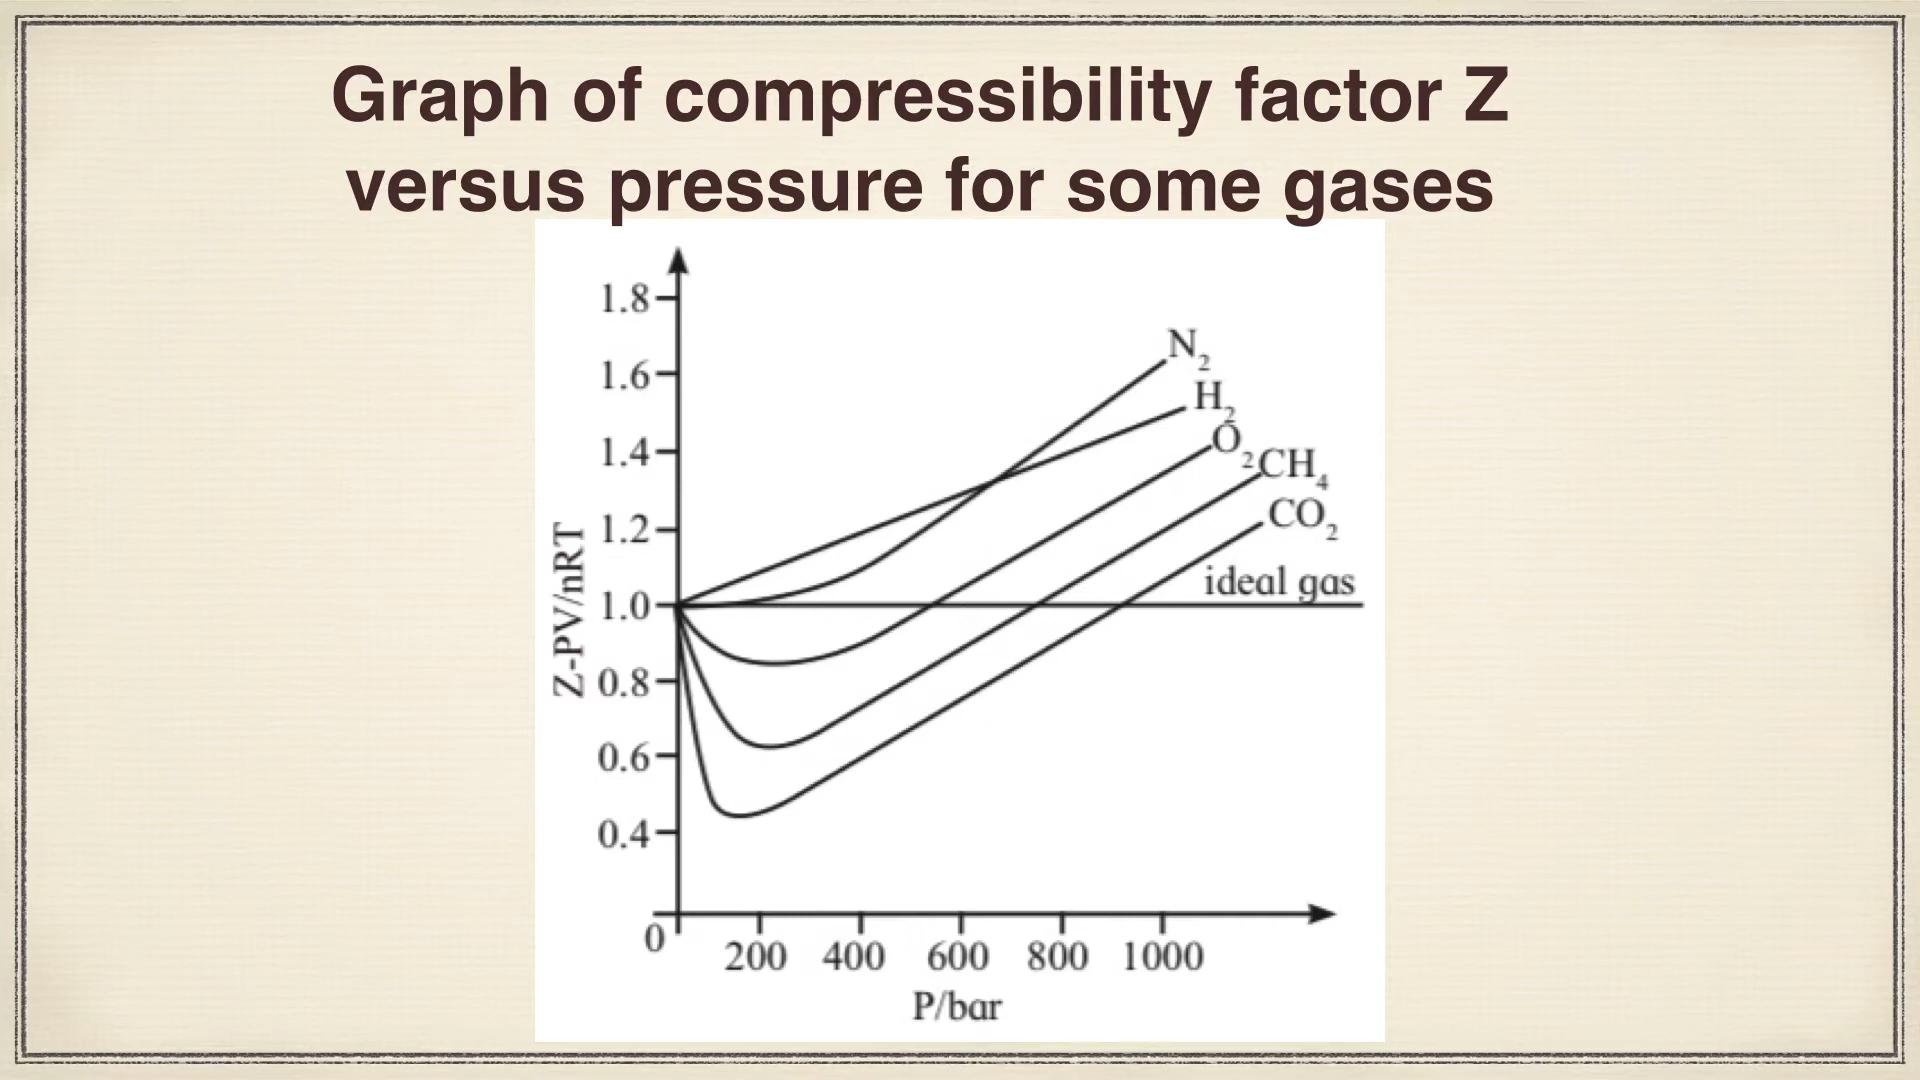 Graph of compressibility factor Z
versus pressure for some gases
1.8
1.6
1.4
1.2
1.0
0.8
0.6
0.4
0
200 400 600 800 1000
P/bar
Z-PV/nRT
N₂
H₂
O₂
CH₄
CO₂
ideal gas